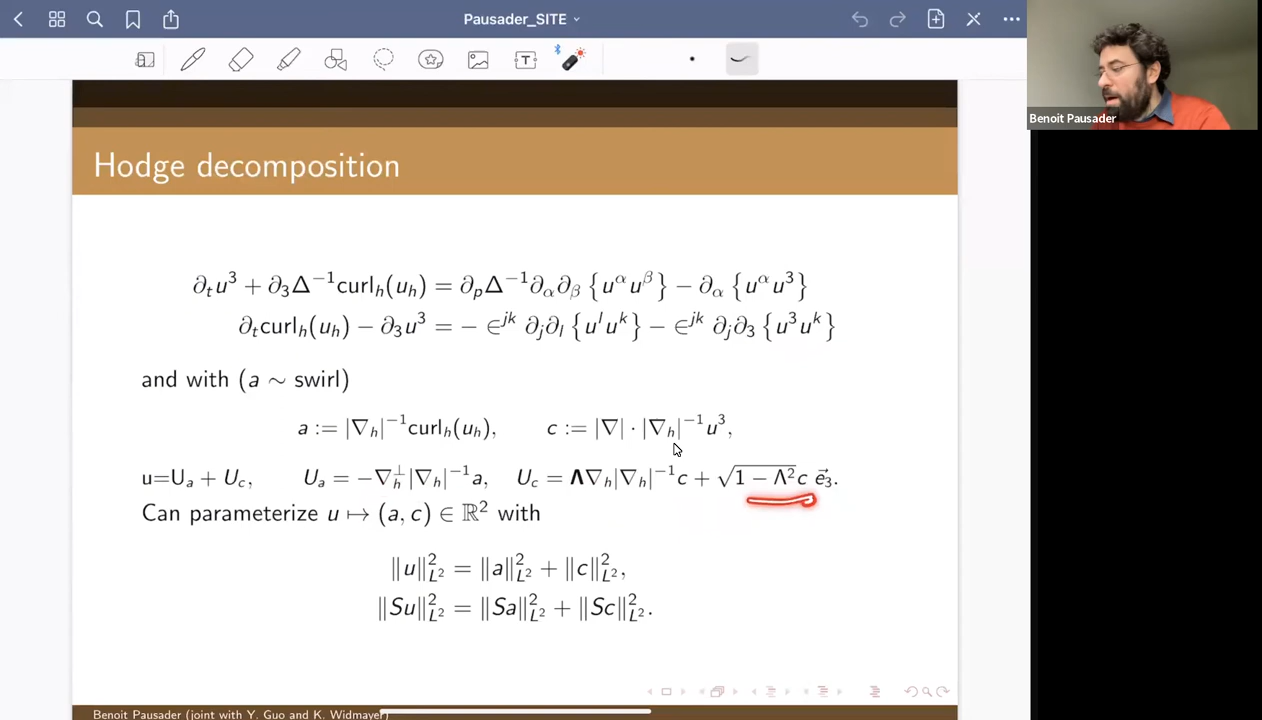 Pausader_SITE
Benoit Pausader
Hodge decomposition
∂ₜu³ + ∂₃Δ⁻¹curlₕ(uₕ) = ∂ₚΔ⁻¹∂_α∂_β {u^α u^β} − ∂_α {u^α u³}
∂ₜcurlₕ(uₕ) − ∂₃u³ = − ∈^{jk} ∂ⱼ∂ₗ {u^l u^k} − ∈^{jk} ∂ⱼ∂₃ {u³u^k}
and with (a ∼ swirl)
a := |∇ₕ|⁻¹curlₕ(uₕ), c := |∇| · |∇ₕ|⁻¹u³,
u=Uₐ + U_c, Uₐ = −∇ₕ^⊥|∇ₕ|⁻¹a, U_c = Λ∇ₕ|∇ₕ|⁻¹c + √(1 − Λ²)c e⃗₃.
Can parameterize u ↦ (a, c) ∈ ℝ² with
‖u‖²_{L²} = ‖a‖²_{L²} + ‖c‖²_{L²},
‖Su‖²_{L²} = ‖Sa‖²_{L²} + ‖Sc‖²_{L²}.
Benoit Pausader (joint with Y. Guo and K. Widmayer)